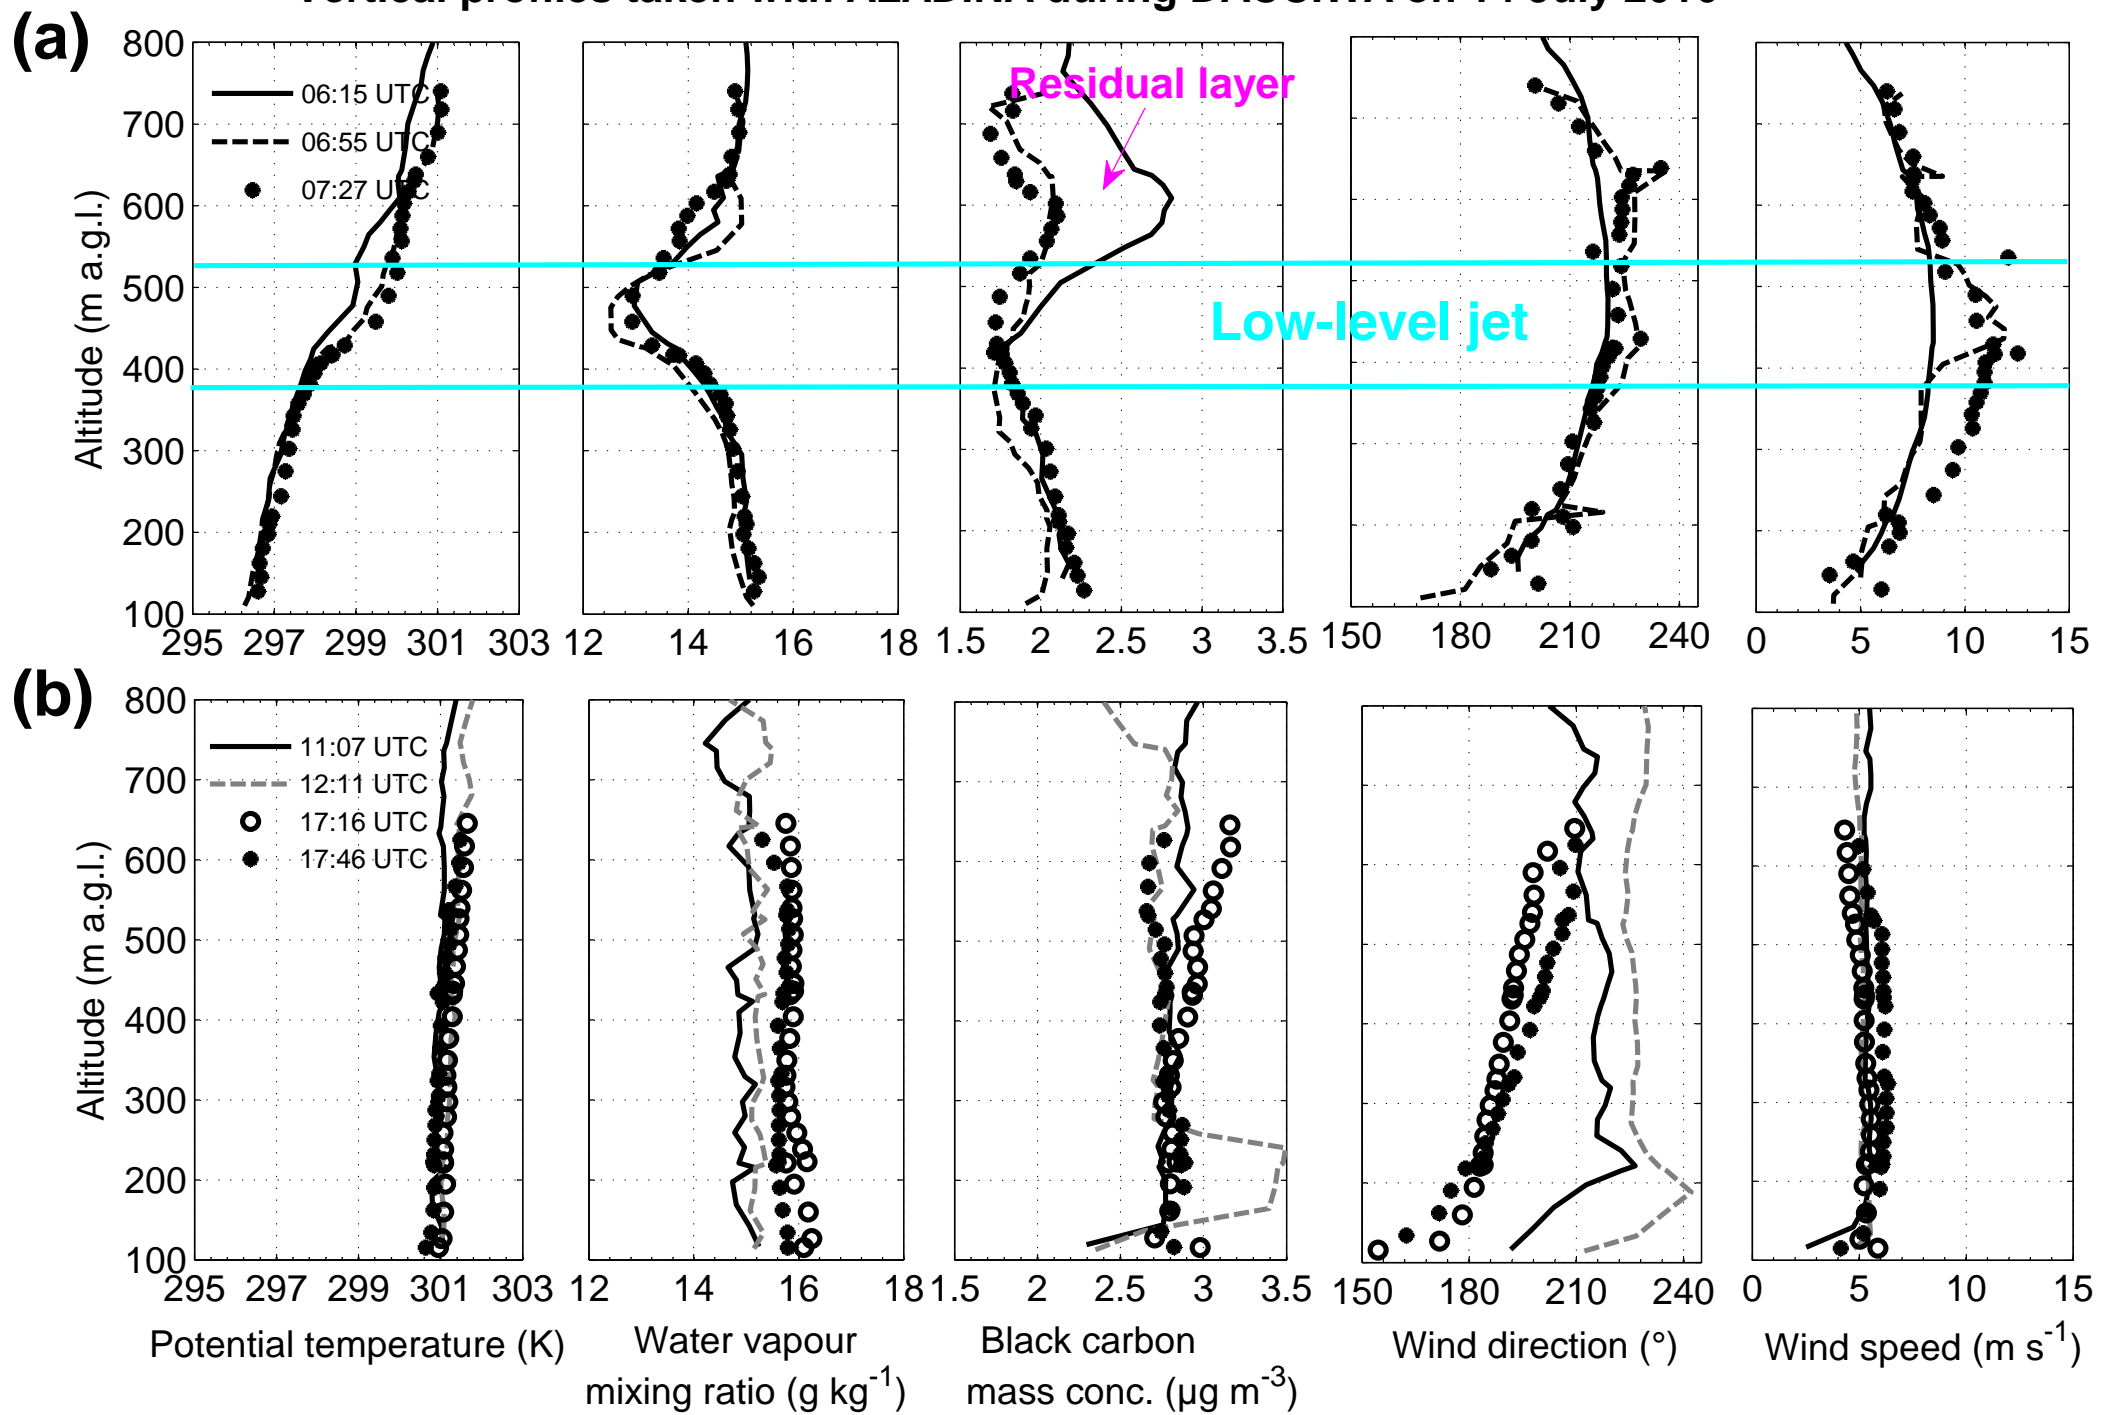 (a)
800
700
600
500
400
300
200
100
Altitude (m a.g.l.)
06:15 UTC
06:55 UTC
07:27 UTC
Residual layer
Low-level jet
295 297 299 301 303
12 14 16 18
1.5 2 2.5 3 3.5
150 180 210 240
0 5 10 15
(b)
800
700
600
500
400
300
200
100
Altitude (m a.g.l.)
11:07 UTC
12:11 UTC
17:16 UTC
17:46 UTC
295 297 299 301 303
12 14 16 18
1.5 2 2.5 3 3.5
150 180 210 240
0 5 10 15
Potential temperature (K)
Water vapour
mixing ratio (g kg⁻¹)
Black carbon
mass conc. (µg m⁻³)
Wind direction (°)
Wind speed (m s⁻¹)